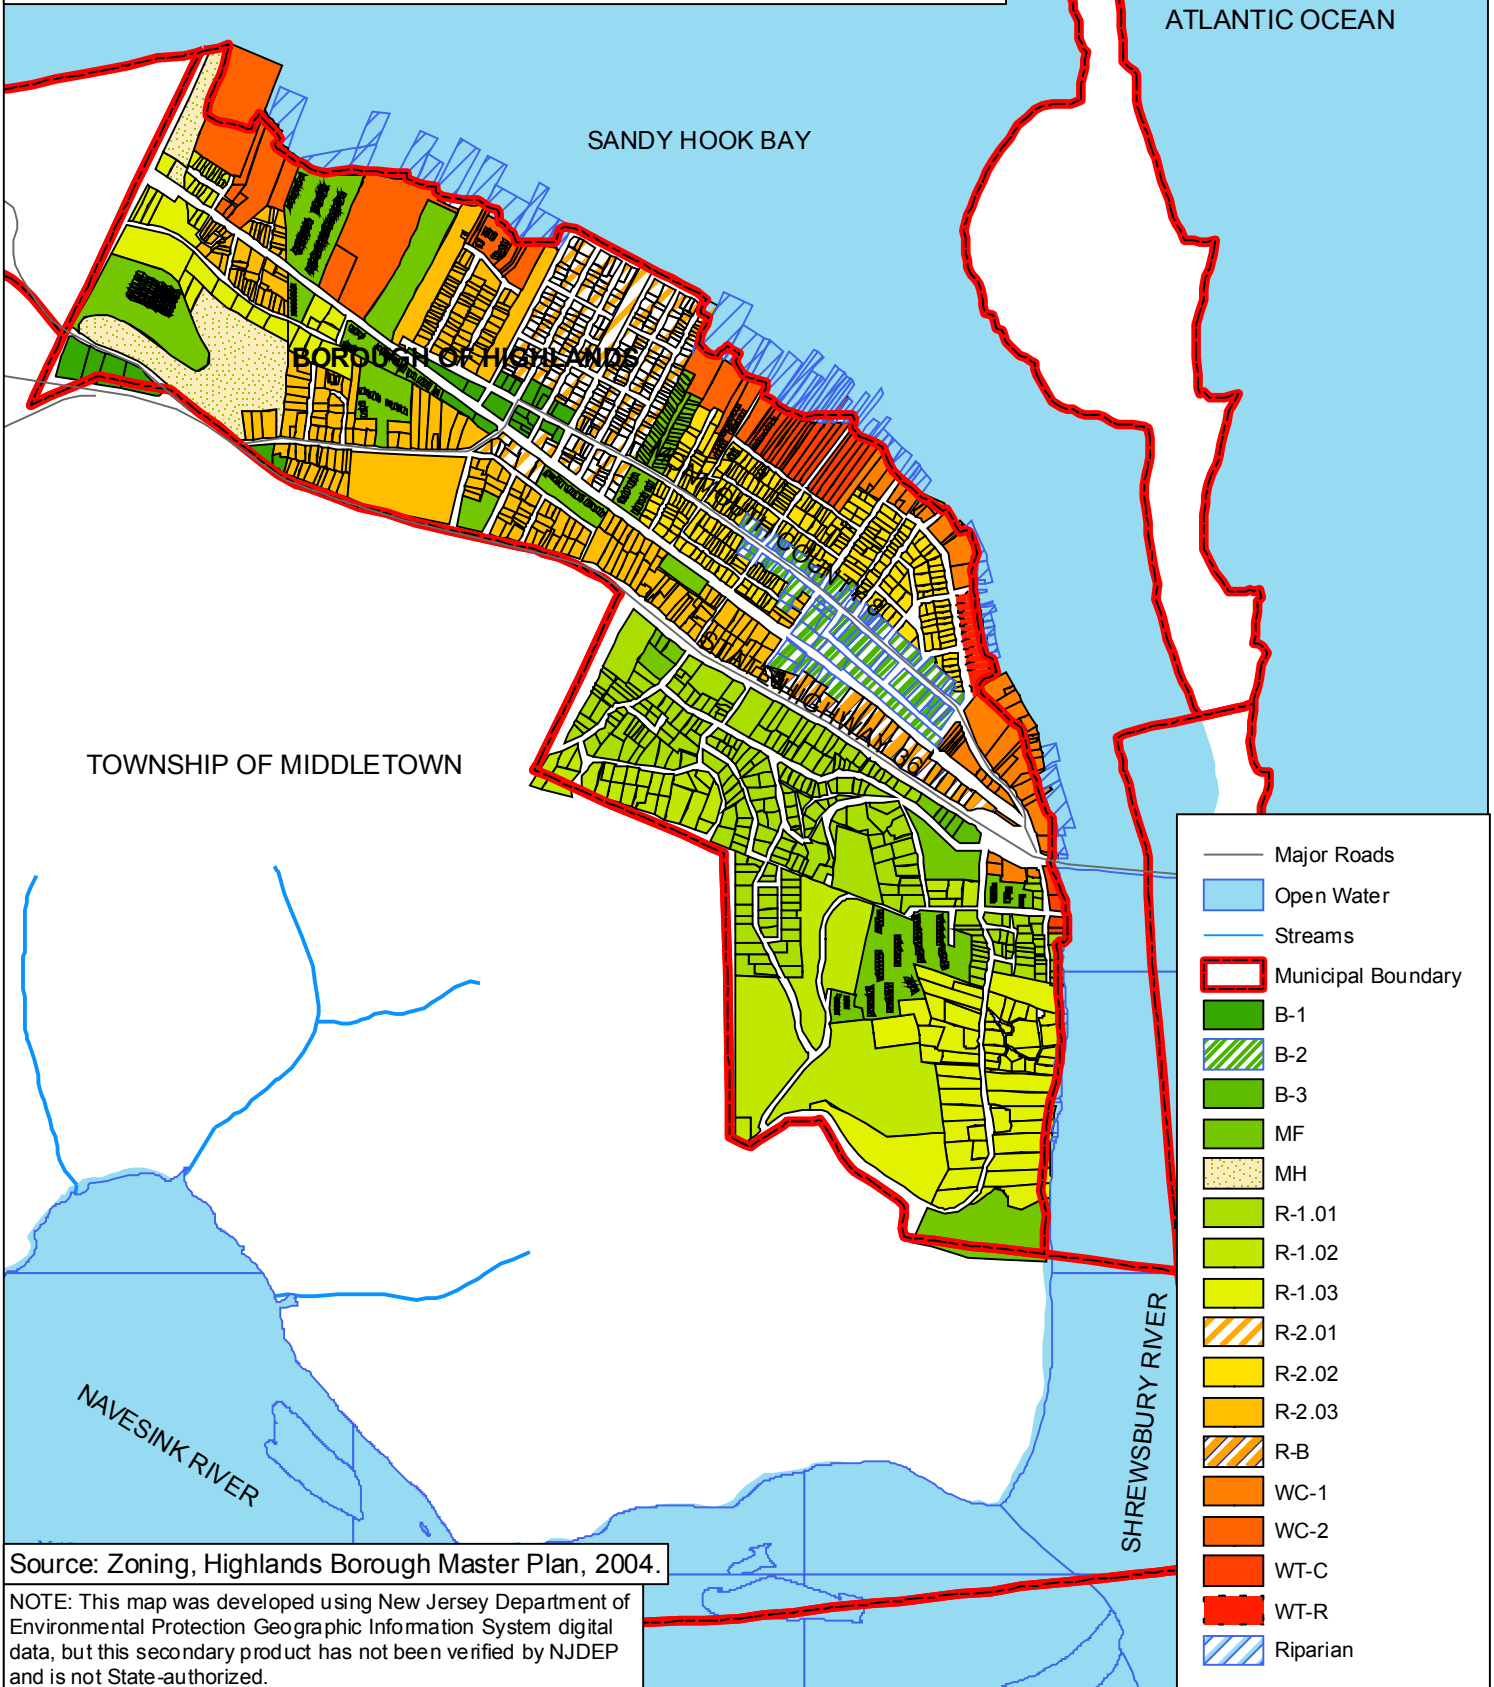 ATLANTIC OCEAN
SANDY HOOK BAY
BOROUGH OF HIGHLANDS
STATE HIGHWAY 36
TOWNSHIP OF MIDDLETOWN
NAVESINK RIVER
SHREWSBURY RIVER
Major Roads
Open Water
Streams
Municipal Boundary
B-1
B-2
B-3
MF
MH
R-1.01
R-1.02
R-1.03
R-2.01
R-2.02
R-2.03
R-B
WC-1
WC-2
WT-C
WT-R
Riparian
Source: Zoning, Highlands Borough Master Plan, 2004.
NOTE: This map was developed using New Jersey Department of
Environmental Protection Geographic Information System digital
data, but this secondary product has not been verified by NJDEP
and is not State-authorized.